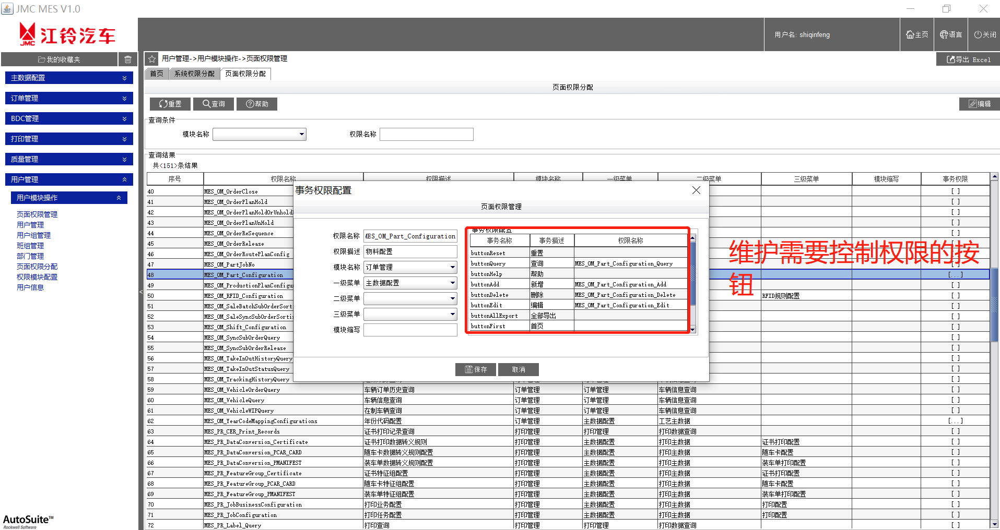 JMC MES V1.0
JMC 江铃汽车
用户名: shiqinfeng
主页
语言
关闭
我的收藏夹
用户管理->用户模块操作->页面权限管理
导出 Excel
首页 系统权限分配 页面权限分配
页面权限分配
重置 查询 帮助 编辑
主数据配置
订单管理
BDC管理
打印管理
质量管理
用户管理
用户模块操作
页面权限管理
用户管理
用户组管理
班组管理
部门管理
页面权限分配
权限模块配置
用户信息
AutoSuite™
Rockwell Software
<
查询条件
模块名称 权限名称
查询结果
共<151>条结果
序号 权限名称 权限描述 模块名称 一级菜单 二级菜单 三级菜单 模块缩写 事务权限
40 MES_OM_OrderClose [ ]
41 MES_OM_OrderPlanHold [ ]
42 MES_OM_OrderPlanHoldOrUnhold [ ]
43 MES_OM_OrderPlanUnHold [ ]
44 MES_OM_OrderReSequence [ ]
45 MES_OM_OrderRelease [ ]
46 MES_OM_OrderRoutePlanConfig [ ]
47 MES_OM_PartJobNo [ ]
48 MES_OM_Part_Configuration [...]
49 MES_OM_ProductionPlanConfigu [ ]
50 MES_OM_RFID_Configuration RFID规则配置 [ ]
51 MES_OM_SaleBatchSubOrderSort [ ]
52 MES_OM_SaleSyncSubOrderSorti [ ]
53 MES_OM_Shift_Configuration [ ]
54 MES_OM_SyncSubOrderQuery [ ]
55 MES_OM_SyncSubOrderRelease [ ]
56 MES_OM_TakeInOutHistoryQuery [ ]
57 MES_OM_TakeInOutStatusQuery [ ]
58 MES_OM_TrackingHistoryQuery [ ]
59 MES_OM_VehicleOrderQuery 车辆订单历史查询 订单管理 订单管理 车辆信息查询 [ ]
60 MES_OM_VehicleQuery 车辆信息查询 订单管理 订单管理 车辆信息查询 [ ]
61 MES_OM_VehicleWIPQuery 在制车辆查询 订单管理 订单管理 车辆信息查询 [ ]
62 MES_OM_YearCodeMappingConfigurations 年份代码配置 订单管理 主数据配置 工艺主数据 [...]
63 MES_PR_CER_Print_Records 证书打印记录查询 打印管理 打印管理 打印数据查询 [ ]
64 MES_PR_DataConversion_Certificate 证书打印数据转义规则 打印管理 主数据配置 打印主数据 证书打印配置 [ ]
65 MES_PR_DataConversion_PCAR_CARD 随车卡数据转义规则配置 打印管理 主数据配置 打印主数据 随车卡配置 [ ]
66 MES_PR_DataConversion_PMANIFEST 装车单数据转义规则配置 打印管理 主数据配置 打印主数据 装车单打印配置 [ ]
67 MES_PR_FeatureGroup_Certificate 证书特征组配置 打印管理 主数据配置 打印主数据 证书打印配置 [ ]
68 MES_PR_FeatureGroup_PCAR_CARD 随车卡特征组配置 打印管理 主数据配置 打印主数据 随车卡配置 [ ]
69 MES_PR_FeatureGroup_PMANIFEST 装车单特征组配置 打印管理 主数据配置 打印主数据 装车单打印配置 [ ]
70 MES_PR_JobBusinessConfiguration 打印业务配置 打印管理 主数据配置 打印主数据 打印配置 [ ]
71 MES_PR_JobConfiguration 打印任务配置 打印管理 主数据配置 打印主数据 打印配置 [ ]
72 MES_PR_Label_Query 打印查询 打印管理 打印管理 打印数据查询 [ ]
事务权限配置
页面权限管理
权限名称 MES_OM_Part_Configuration
权限描述 物料配置
模块名称 订单管理
一级菜单 主数据配置
二级菜单
三级菜单
模块缩写
事务权限配置
事务名称 事务描述 权限名称
buttonReset 重置
buttonQuery 查询 MES_OM_Part_Configuration_Query
buttonHelp 帮助
buttonAdd 新增 MES_OM_Part_Configuration_Add
buttonDelete 删除 MES_OM_Part_Configuration_Delete
buttonEdit 编辑 MES_OM_Part_Configuration_Edit
buttonAllExport 全部导出
buttonFirst 首页
保存 取消
维护需要控制权限的按
钮